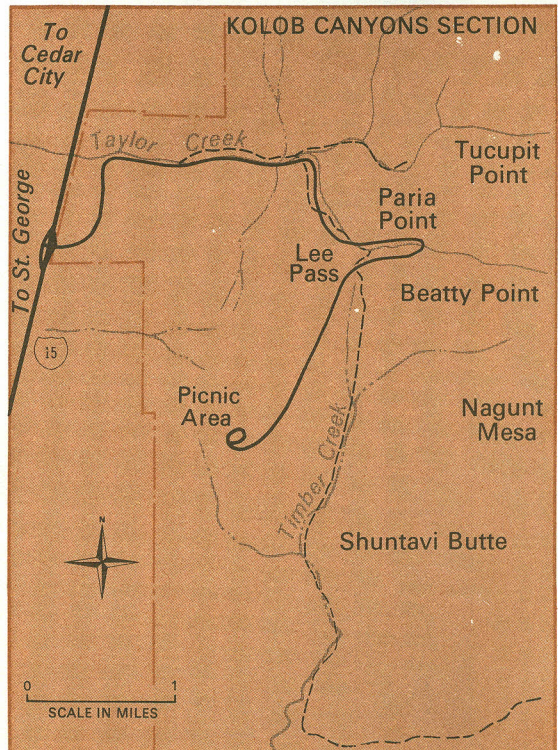 KOLOB CANYONS SECTION
To
Cedar
City
Taylor Creek
Tucupit
Point
Paria
Point
To St. George
Lee
Pass
Beatty Point
15
Picnic
Area
Nagunt
Mesa
Timber Creek
Shuntavi Butte
N
0 1
SCALE IN MILES